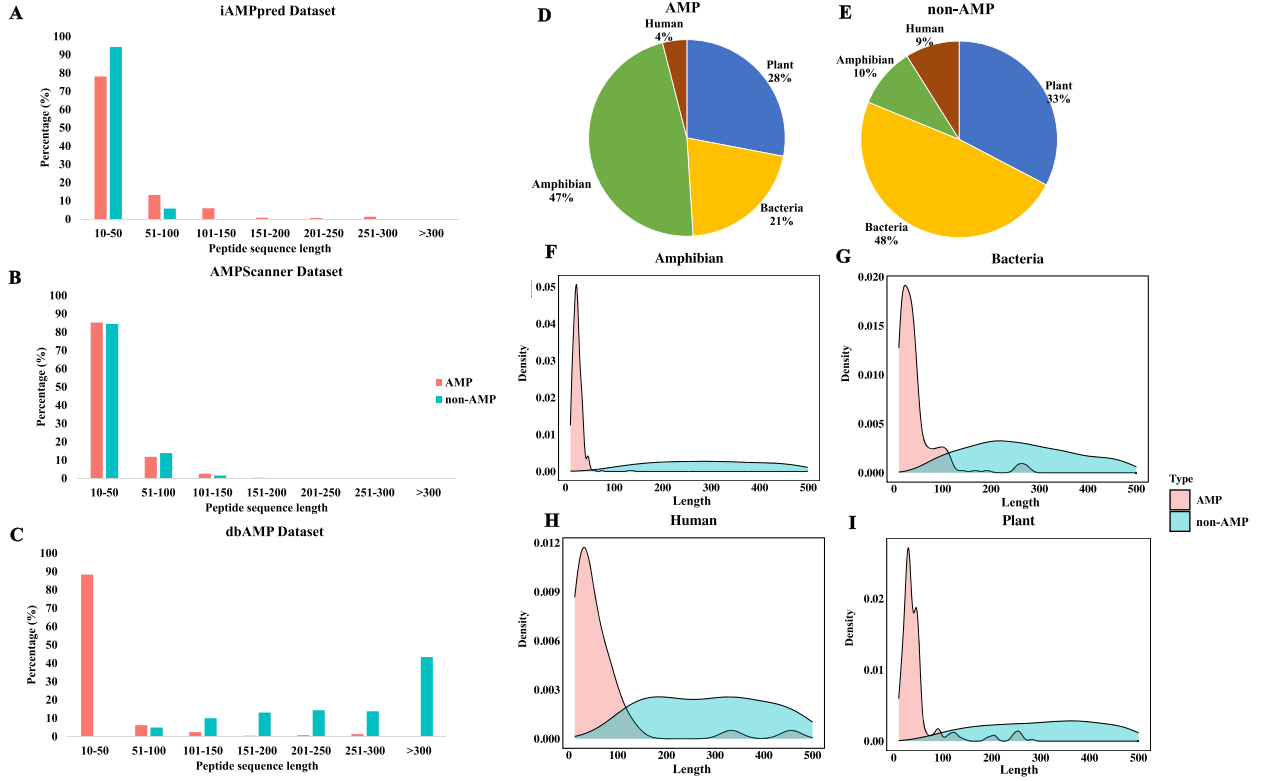 A
iAMPpred Dataset
Percentage (%)
100
90
80
70
60
50
40
30
20
10
0
10-50 51-100 101-150 151-200 201-250 251-300 >300
Peptide sequence length
B
AMPScanner Dataset
Percentage (%)
100
90
80
70
60
50
40
30
20
10
0
10-50 51-100 101-150 151-200 201-250 251-300 >300
Peptide sequence length
AMP
non-AMP
C
dbAMP Dataset
Percentage (%)
100
90
80
70
60
50
40
30
20
10
0
10-50 51-100 101-150 151-200 201-250 251-300 >300
Peptide sequence length
D
AMP
Human
4%
Plant
28%
Amphibian
47%
Bacteria
21%
E
non-AMP
Human
9%
Amphibian
10%
Plant
33%
Bacteria
48%
F
Amphibian
Density
0.05
0.04
0.03
0.02
0.01
0.00
0 100 200 300 400 500
Length
G
Bacteria
Density
0.020
0.015
0.010
0.005
0.000
0 100 200 300 400 500
Length
H
Human
Density
0.012
0.009
0.006
0.003
0.000
0 100 200 300 400 500
Length
I
Plant
Density
0.02
0.01
0.00
0 100 200 300 400 500
Length
Type
AMP
non-AMP